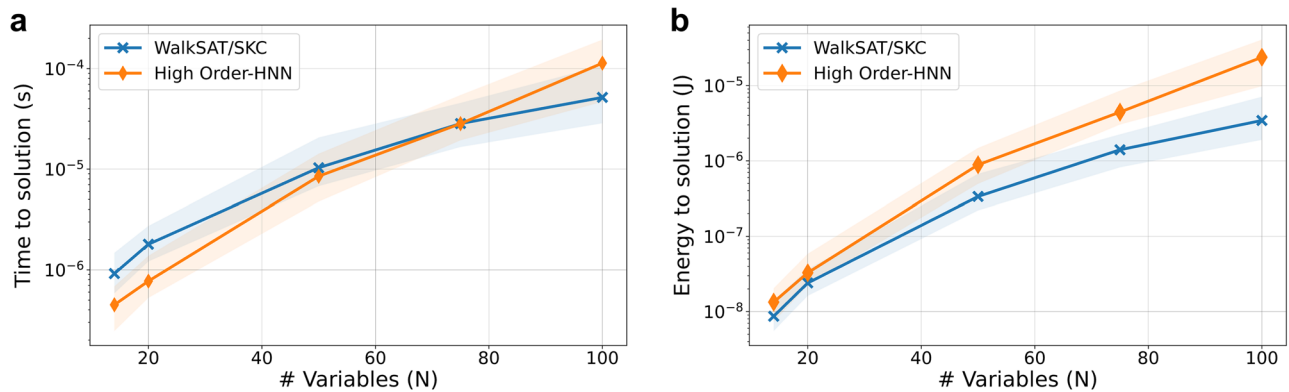 a
Time to solution (s)
WalkSAT/SKC
High Order-HNN
10⁻⁴
10⁻⁵
10⁻⁶
20 40 60 80 100
# Variables (N)
b
Energy to solution (J)
WalkSAT/SKC
High Order-HNN
10⁻⁵
10⁻⁶
10⁻⁷
10⁻⁸
20 40 60 80 100
# Variables (N)